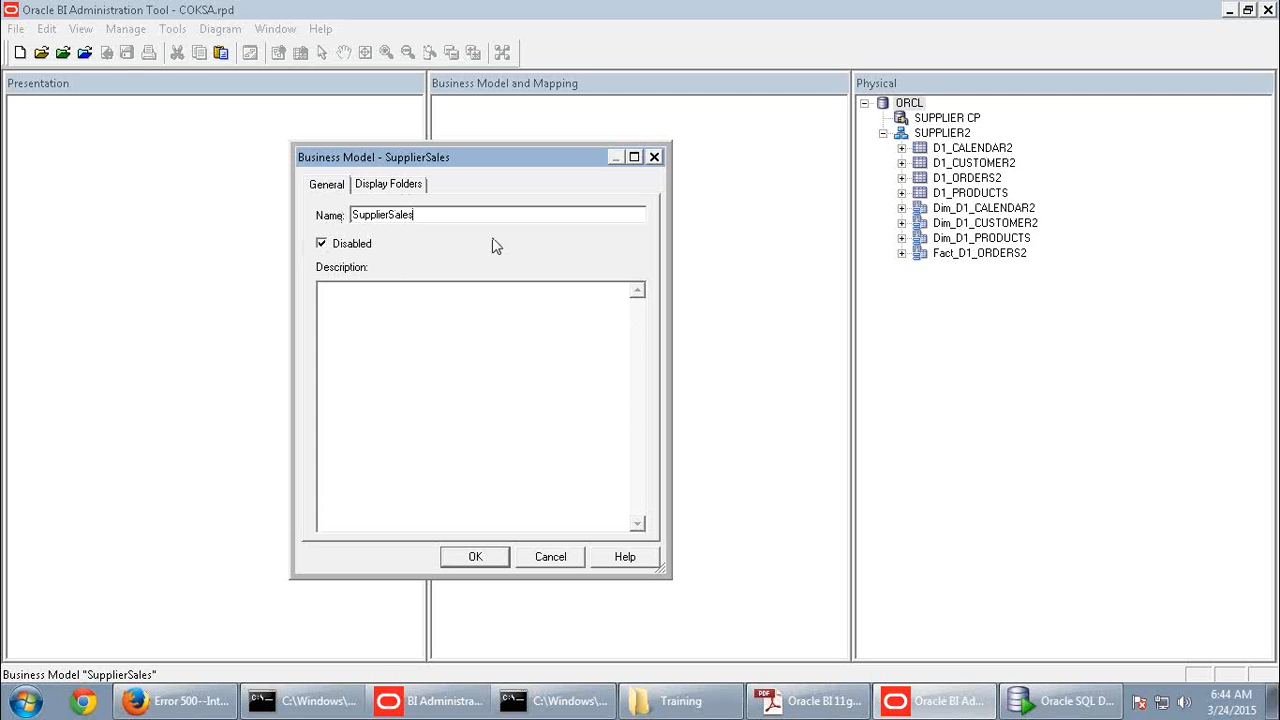 Oracle BI Administration Tool - COKSA.rpd
File Edit View Manage Tools Diagram Window Help
Presentation
Business Model and Mapping
Physical
ORCL
SUPPLIER CP
SUPPLIER2
D1_CALENDAR2
D1_CUSTOMER2
D1_ORDERS2
D1_PRODUCTS
Dim_D1_CALENDAR2
Dim_D1_CUSTOMER2
Dim_D1_PRODUCTS
Fact_D1_ORDERS2
Business Model - SupplierSales
General Display Folders
Name: SupplierSales
Disabled
Description:
OK Cancel Help
Business Model "SupplierSales"
Error 500--Int... C:\Windows\... BI Administra... C:\Windows\... Training Oracle BI 11g... Oracle BI Ad... Oracle SQL D...
6:44 AM
3/24/2015